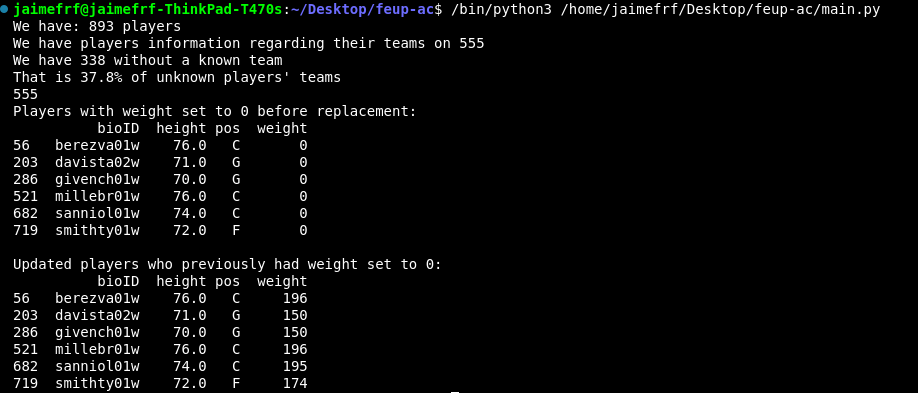 jaimefrf@jaimefrf-ThinkPad-T470s:~/Desktop/feup-ac$ /bin/python3 /home/jaimefrf/Desktop/feup-ac/main.py
We have: 893 players
We have players information regarding their teams on 555
We have 338 without a known team
That is 37.8% of unknown players' teams
555
Players with weight set to 0 before replacement:
bioID height pos weight
56 berezva01w 76.0 C 0
203 davista02w 71.0 G 0
286 givench01w 70.0 G 0
521 millebr01w 76.0 C 0
682 sanniol01w 74.0 C 0
719 smithty01w 72.0 F 0
Updated players who previously had weight set to 0:
bioID height pos weight
56 berezva01w 76.0 C 196
203 davista02w 71.0 G 150
286 givench01w 70.0 G 150
521 millebr01w 76.0 C 196
682 sanniol01w 74.0 C 195
719 smithty01w 72.0 F 174